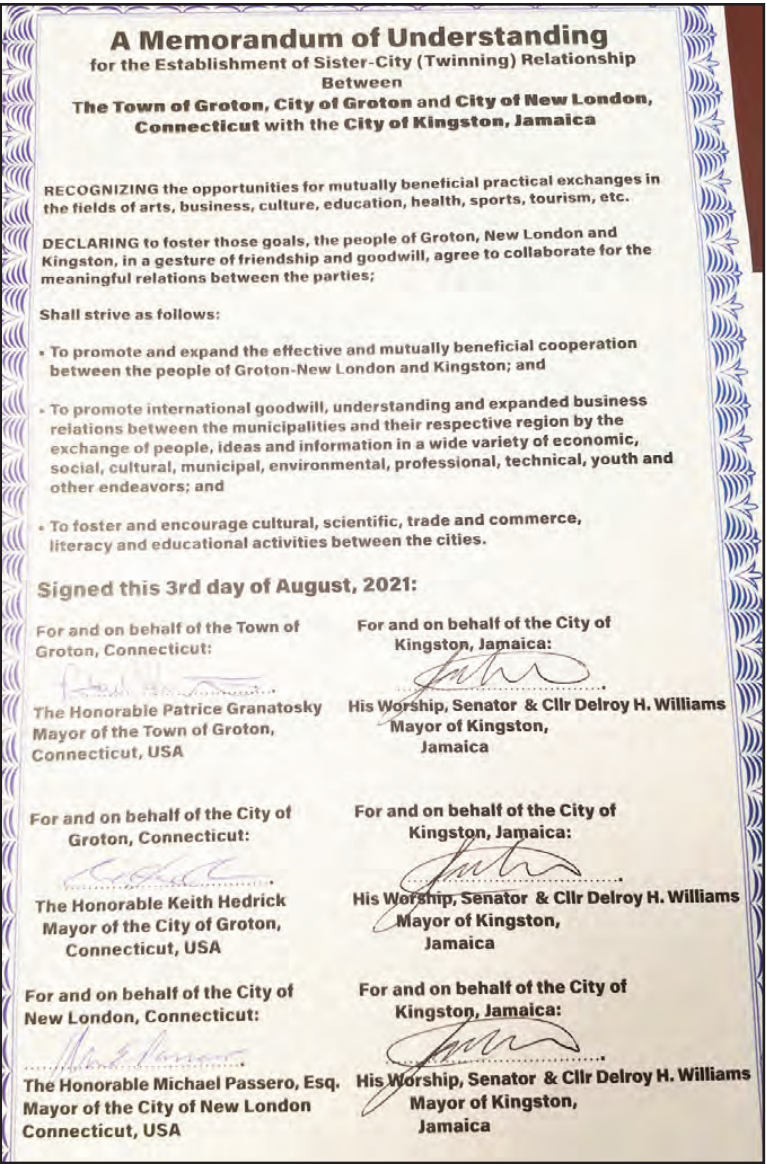 A Memorandum of Understanding
for the Establishment of Sister-City (Twinning) Relationship
Between
The Town of Groton, City of Groton and City of New London,
Connecticut with the City of Kingston, Jamaica
RECOGNIZING the opportunities for mutually beneficial practical exchanges in
the fields of arts, business, culture, education, health, sports, tourism, etc.
DECLARING to foster those goals, the people of Groton, New London and
Kingston, in a gesture of friendship and goodwill, agree to collaborate for the
meaningful relations between the parties;
Shall strive as follows:
• To promote and expand the effective and mutually beneficial cooperation
between the people of Groton-New London and Kingston; and
• To promote international goodwill, understanding and expanded business
relations between the municipalities and their respective region by the
exchange of people, ideas and information in a wide variety of economic,
social, cultural, municipal, environmental, professional, technical, youth and
other endeavors; and
• To foster and encourage cultural, scientific, trade and commerce,
literacy and educational activities between the cities.
Signed this 3rd day of August, 2021:
For and on behalf of the Town of
Groton, Connecticut:
The Honorable Patrice Granatosky
Mayor of the Town of Groton,
Connecticut, USA
For and on behalf of the City of
Kingston, Jamaica:
His Worship, Senator & Cllr Delroy H. Williams
Mayor of Kingston,
Jamaica
For and on behalf of the City of
Groton, Connecticut:
The Honorable Keith Hedrick
Mayor of the City of Groton,
Connecticut, USA
For and on behalf of the City of
Kingston, Jamaica:
His Worship, Senator & Cllr Delroy H. Williams
Mayor of Kingston,
Jamaica
For and on behalf of the City of
New London, Connecticut:
The Honorable Michael Passero, Esq.
Mayor of the City of New London
Connecticut, USA
For and on behalf of the City of
Kingston, Jamaica:
His Worship, Senator & Cllr Delroy H. Williams
Mayor of Kingston,
Jamaica